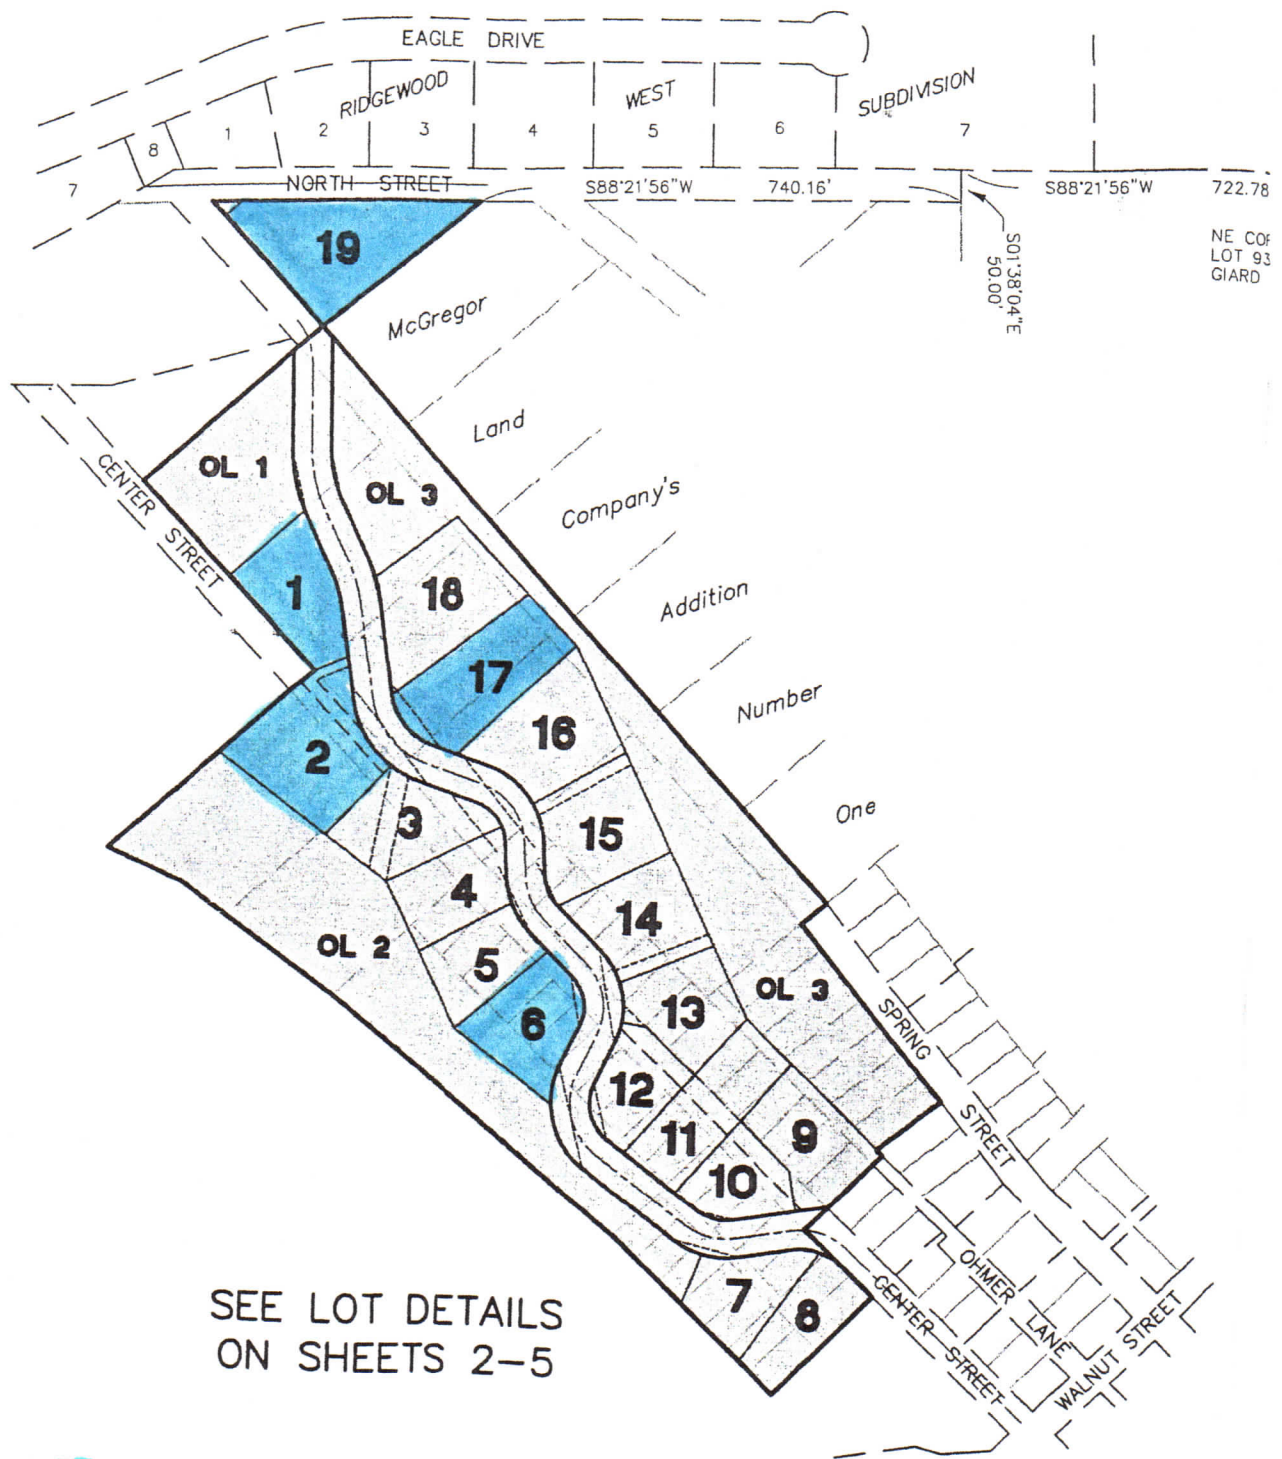 EAGLE DRIVE
RIDGEWOOD WEST SUBDIVISION
8 1 2 3 4 5 6 7
7
NORTH STREET
S88°21'56"W 740.16'
S88°21'56"W 722.78
S01°38'04"E
50.00'
LOT 93
GIARD
19
McGregor
Land
Company's
Addition
Number
One
CENTER STREET
OL 1
OL 3
1
18
17
2
16
3
15
4
14
OL 2
5
OL 3
6
13
12
11
9
10
7
8
SPRING STREET
OHMER LANE
CENTER STREET
WALNUT STREET
SEE LOT DETAILS
ON SHEETS 2-5